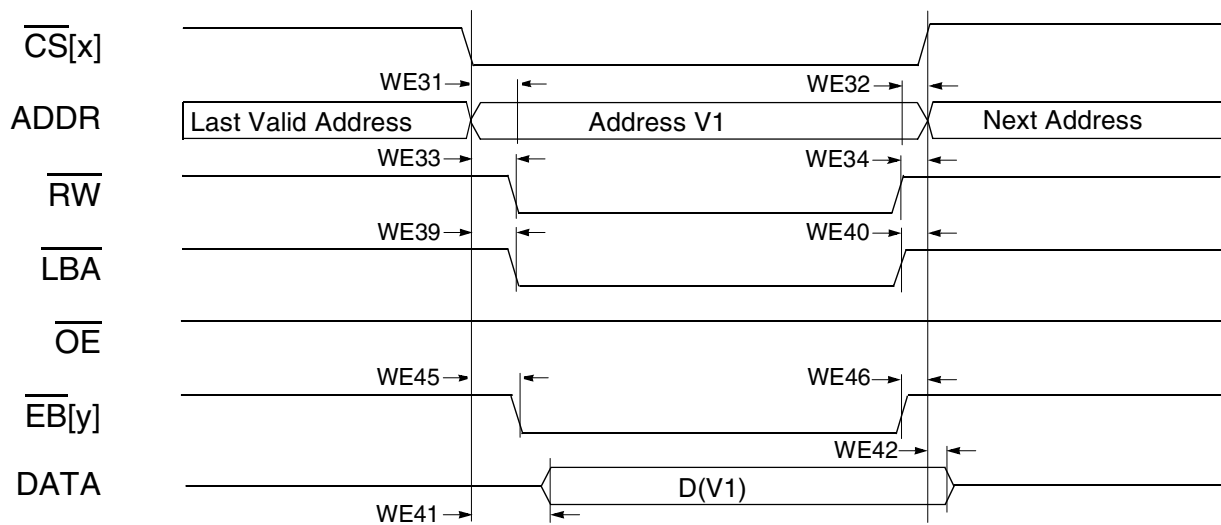 CS[x]
WE31
WE32
ADDR
Last Valid Address
Address V1
Next Address
WE33
WE34
RW
WE39
WE40
LBA
OE
WE45
WE46
EB[y]
WE42
DATA
D(V1)
WE41